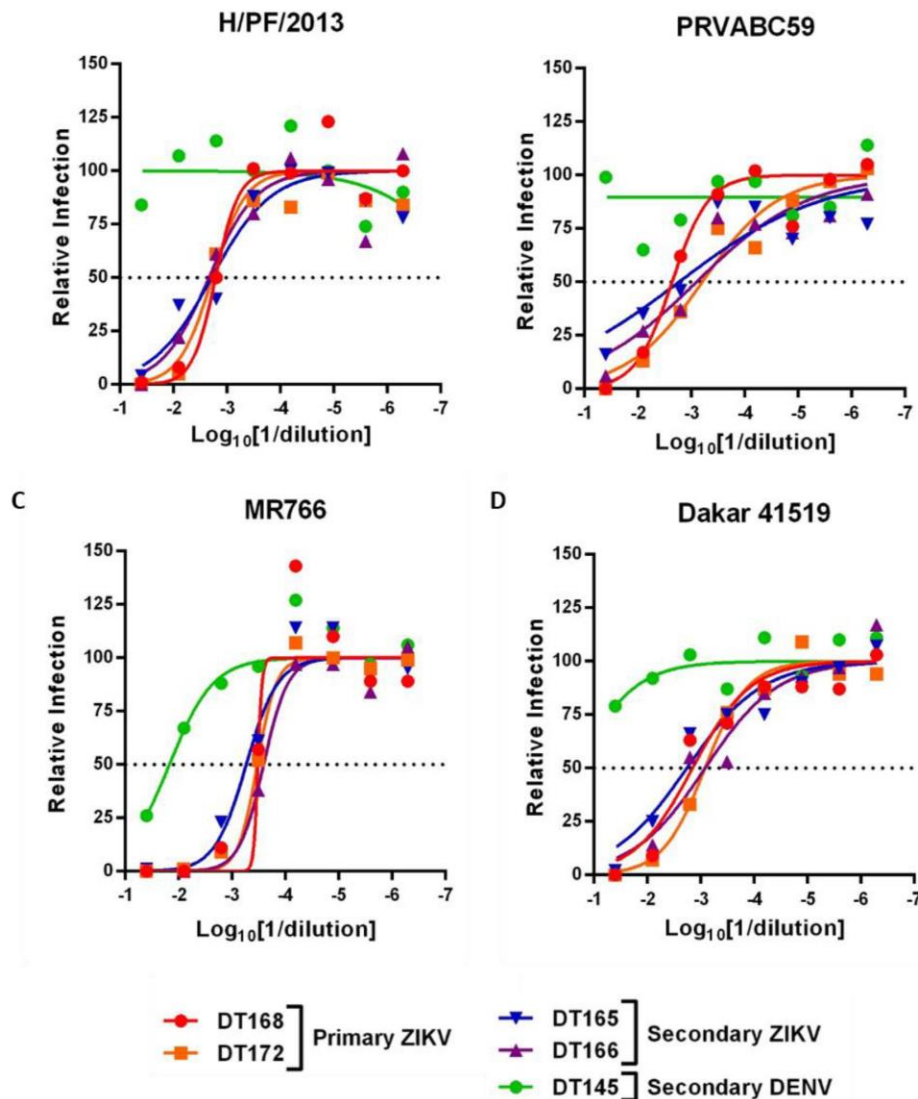 H/PF/2013
150
125
100
75
50
25
0
Relative Infection
-1 -2 -3 -4 -5 -6 -7
Log10[1/dilution]
PRVABC59
150
125
100
75
50
25
0
Relative Infection
-1 -2 -3 -4 -5 -6 -7
Log10[1/dilution]
C
MR766
150
125
100
75
50
25
0
Relative Infection
-1 -2 -3 -4 -5 -6 -7
Log10[1/dilution]
D
Dakar 41519
150
125
100
75
50
25
0
Relative Infection
-1 -2 -3 -4 -5 -6 -7
Log10[1/dilution]
DT168
DT172
Primary ZIKV
DT165
DT166
Secondary ZIKV
DT145 Secondary DENV